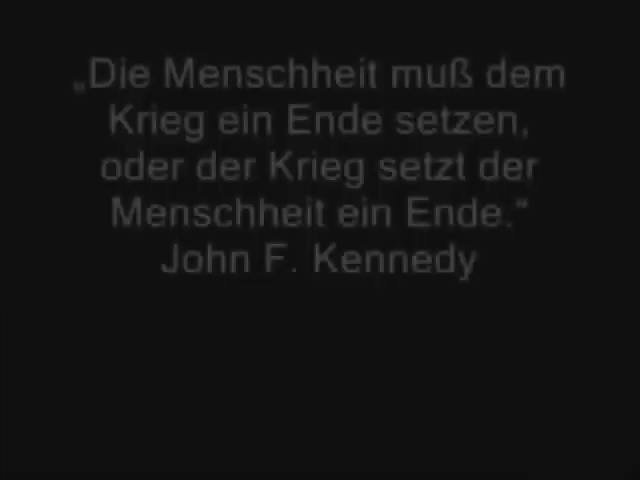 „Die Menschheit muß dem
Krieg ein Ende setzen,
oder der Krieg setzt der
Menschheit ein Ende.“
John F. Kennedy